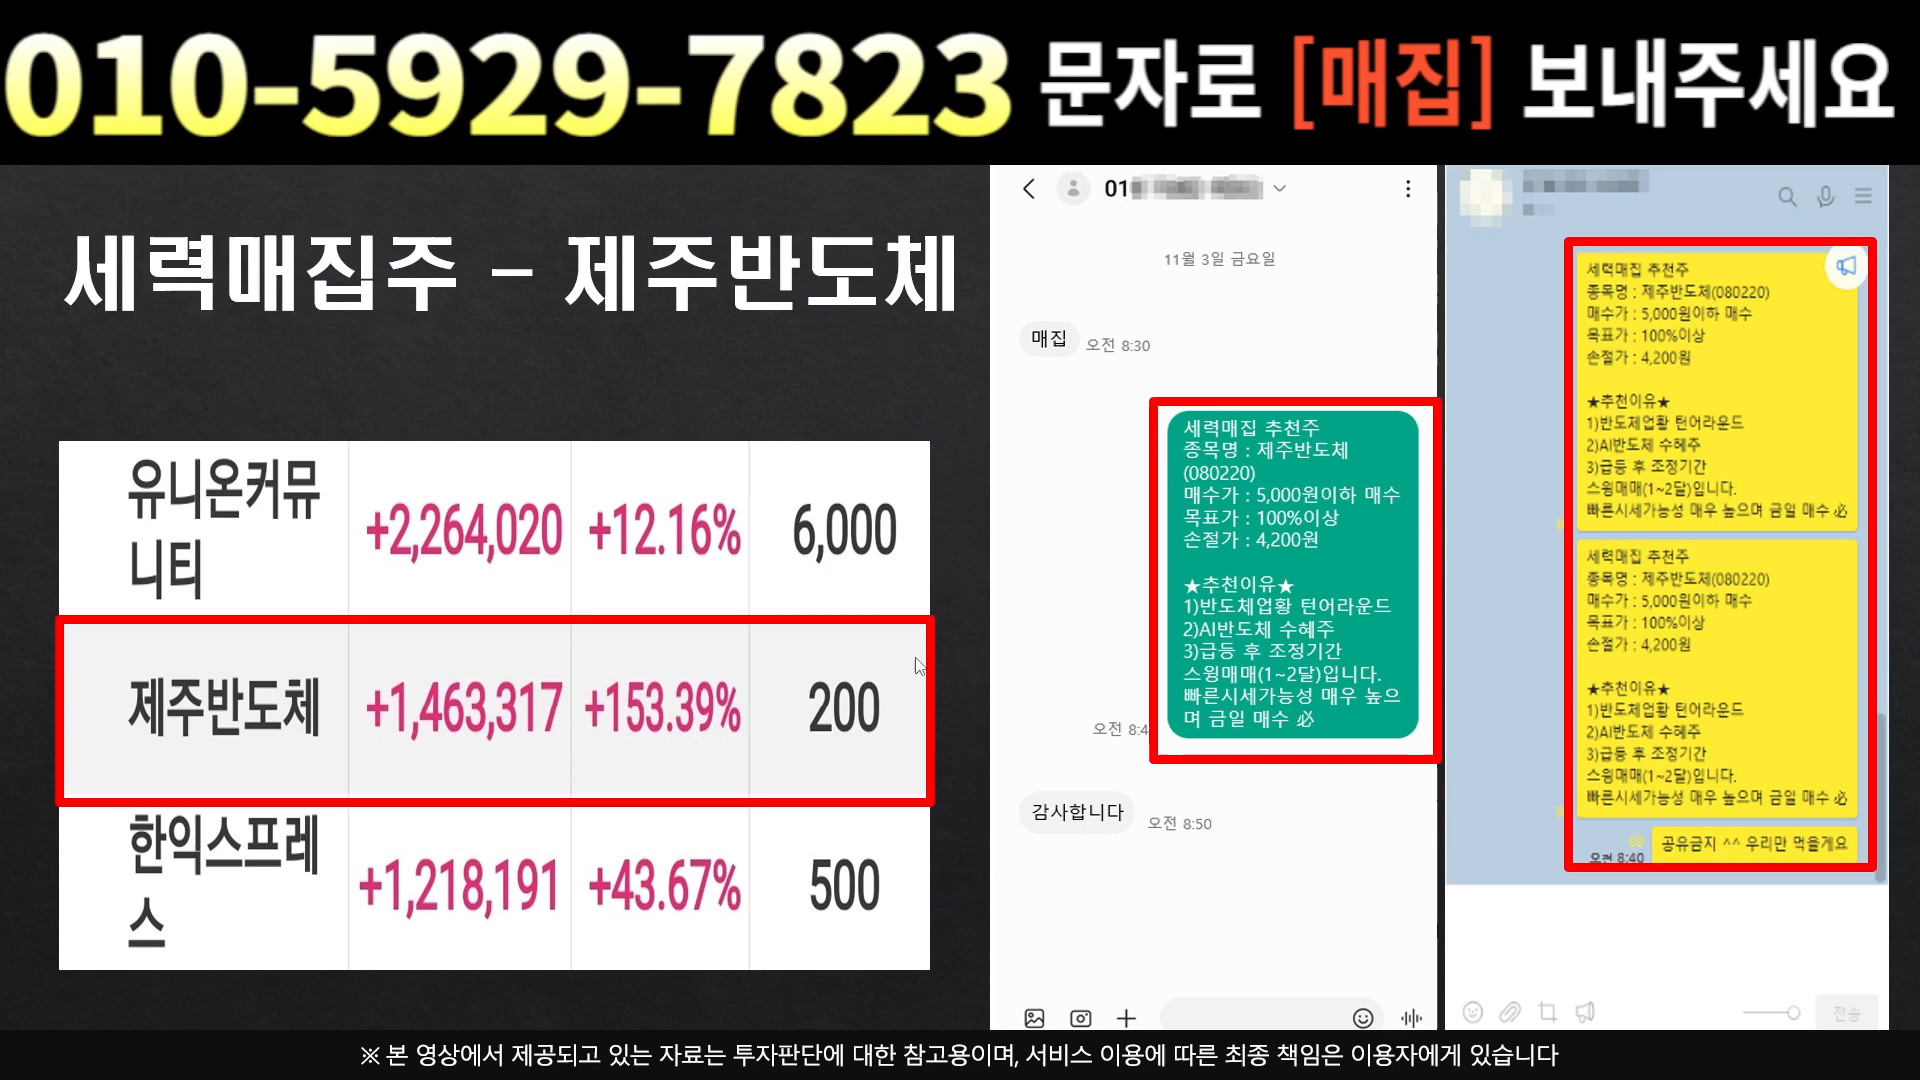 010-5929-7823 문자로 [매집] 보내주세요
세력매집주 - 제주반도체
유니온커뮤
니티
+2,264,020 +12.16% 6,000
제주반도체 +1,463,317 +153.39% 200
한익스프레
스
+1,218,191 +43.67% 500
01
11월 3일 금요일
매집 오전 8:30
세력매집 추천주
종목명 : 제주반도체
(080220)
매수가 : 5,000원이하 매수
목표가 : 100%이상
손절가 : 4,200원
★추천이유★
1)반도체업황 턴어라운드
2)AI반도체 수혜주
3)급등 후 조정기간
스윙매매(1~2달)입니다.
빠른시세가능성 매우 높으
며 금일 매수 必
오전 8:4
감사합니다 오전 8:50
세력매집 추천주
종목명 : 제주반도체(080220)
매수가 : 5,000원이하 매수
목표가 : 100%이상
손절가 : 4,200원
★추천이유★
1)반도체업황 턴어라운드
2)AI반도체 수혜주
3)급등 후 조정기간
스윙매매(1~2달)입니다.
빠른시세가능성 매우 높으며 금일 매수 必
세력매집 추천주
종목명 : 제주반도체(080220)
매수가 : 5,000원이하 매수
목표가 : 100%이상
손절가 : 4,200원
★추천이유★
1)반도체업황 턴어라운드
2)AI반도체 수혜주
3)급등 후 조정기간
스윙매매(1~2달)입니다.
빠른시세가능성 매우 높으며 금일 매수 必
오전 8:40 공유금지 ^^ 우리만 먹을게요
전송
※ 본 영상에서 제공되고 있는 자료는 투자판단에 대한 참고용이며, 서비스 이용에 따른 최종 책임은 이용자에게 있습니다